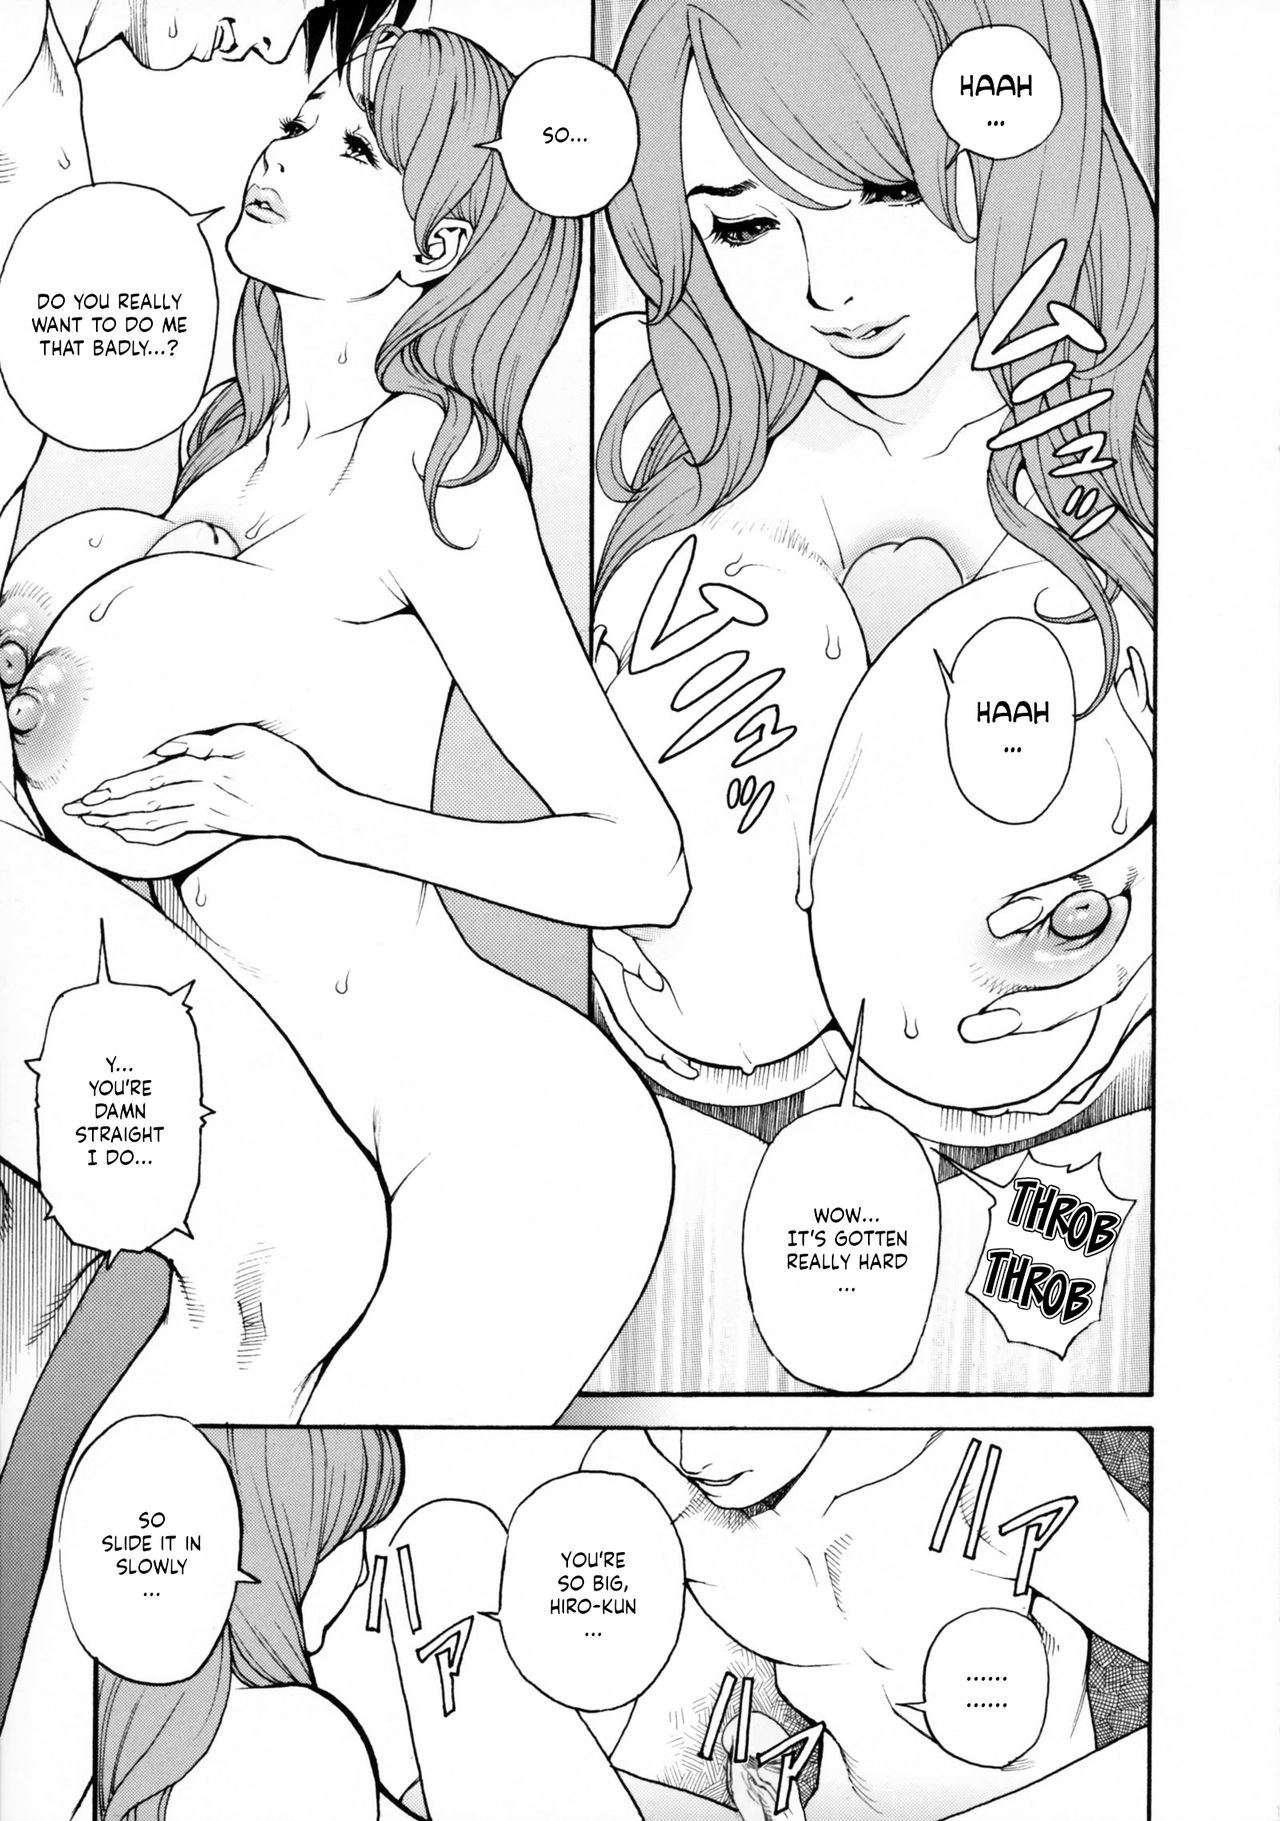 HAAH
...
HAAH
...
WOW...
IT'S GOTTEN
REALLY HARD
...
THROB
THROB
SO...
DO YOU REALLY
WANT TO DO ME
THAT BADLY...?
Y...
YOU'RE
DAMN
STRAIGHT
I DO...
ハァ
......
......
ハァ
YOU'RE
SO BIG,
HIRO-KUN
...
ハァ
SO
SLIDE IT IN
SLOWLY
...